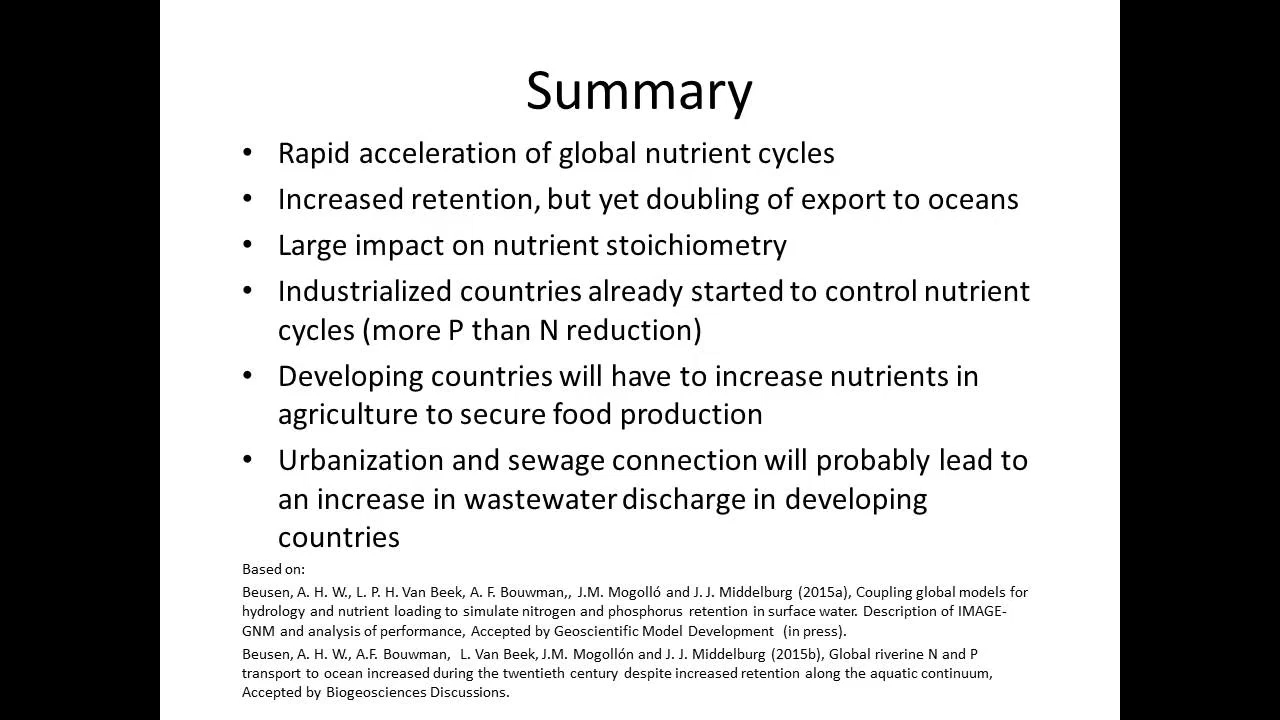 Summary
• Rapid acceleration of global nutrient cycles
• Increased retention, but yet doubling of export to oceans
• Large impact on nutrient stoichiometry
• Industrialized countries already started to control nutrient
cycles (more P than N reduction)
• Developing countries will have to increase nutrients in
agriculture to secure food production
• Urbanization and sewage connection will probably lead to
an increase in wastewater discharge in developing
countries
Based on:
Beusen, A. H. W., L. P. H. Van Beek, A. F. Bouwman,, J.M. Mogolló and J. J. Middelburg (2015a), Coupling global models for
hydrology and nutrient loading to simulate nitrogen and phosphorus retention in surface water. Description of IMAGE-
GNM and analysis of performance, Accepted by Geoscientific Model Development (in press).
Beusen, A. H. W., A.F. Bouwman, L. Van Beek, J.M. Mogollón and J. J. Middelburg (2015b), Global riverine N and P
transport to ocean increased during the twentieth century despite increased retention along the aquatic continuum,
Accepted by Biogeosciences Discussions.